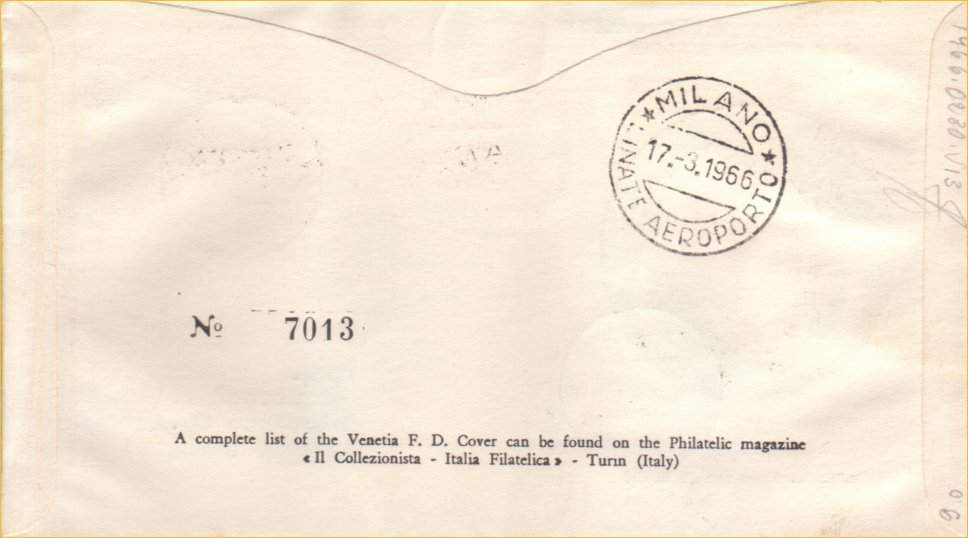 ★ MILANO ★
17.-3.1966
LINATE AEROPORTO
№ 7013
A complete list of the Venetia F. D. Cover can be found on the Philatelic magazine
« Il Collezionista - Italia Filatelica » - Turin (Italy)